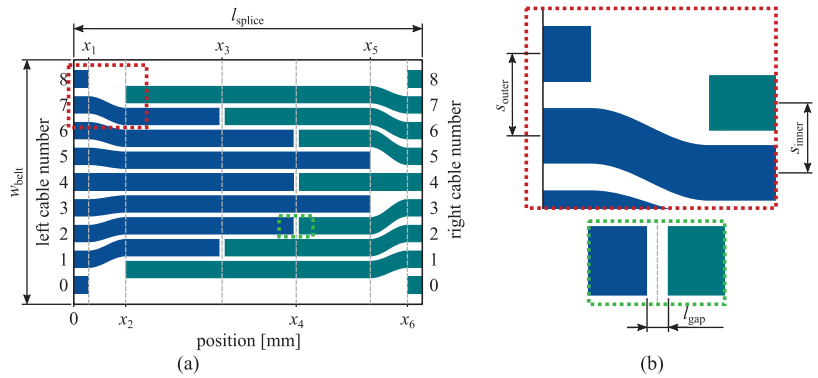 (a)
l_splice
x_1 x_3 x_5
w_belt
left cable number
8 8
7 7
6 6
5 5
4 4
3 3
2 2
1 1
0 0
right cable number
0 x_2 x_4 x_6
position [mm]
(a)
(b)
s_outer
s_inner
l_gap
(b)